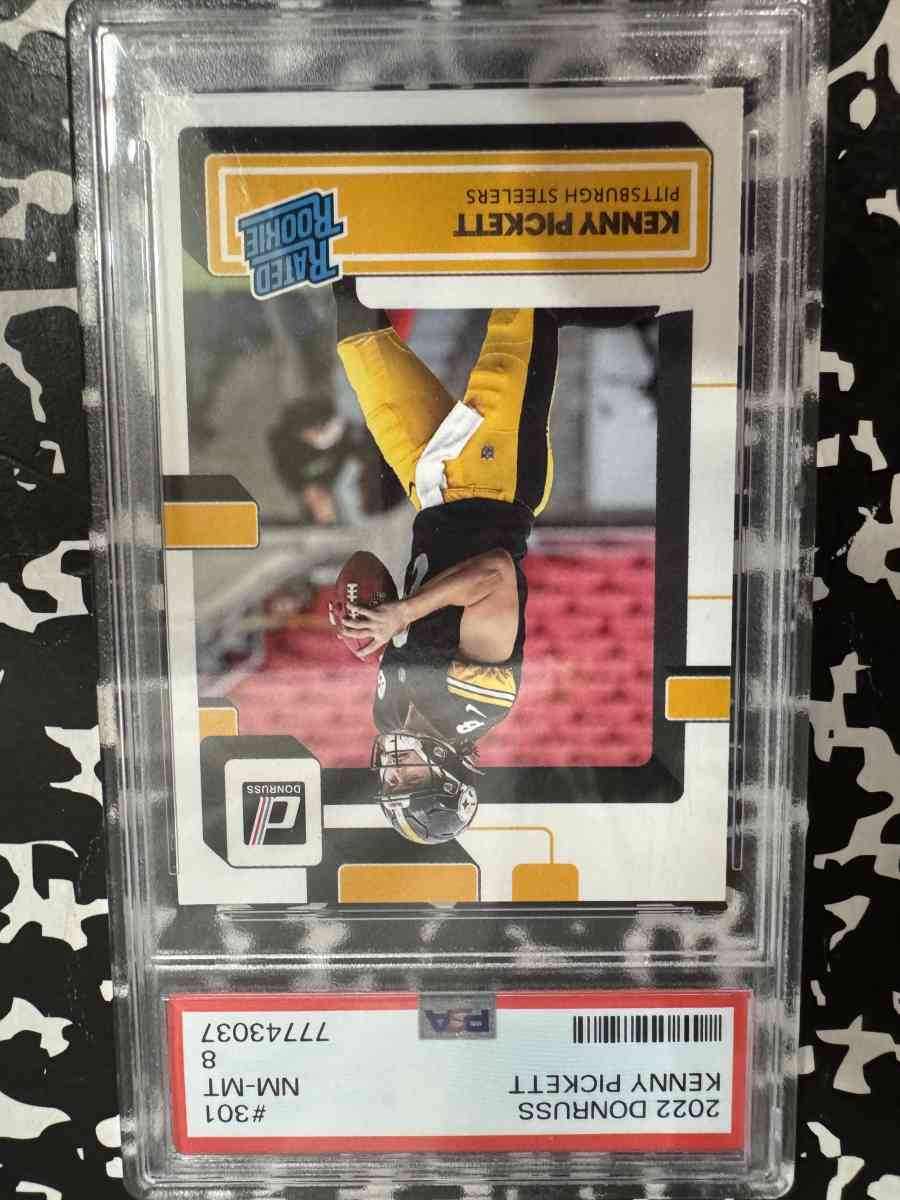 2022 DONRUSS
KENNY PICKETT
#301
NM-MT
8
77743037
PSA
DONRUSS
RATED
ROOKIE
KENNY PICKETT
PITTSBURGH STEELERS